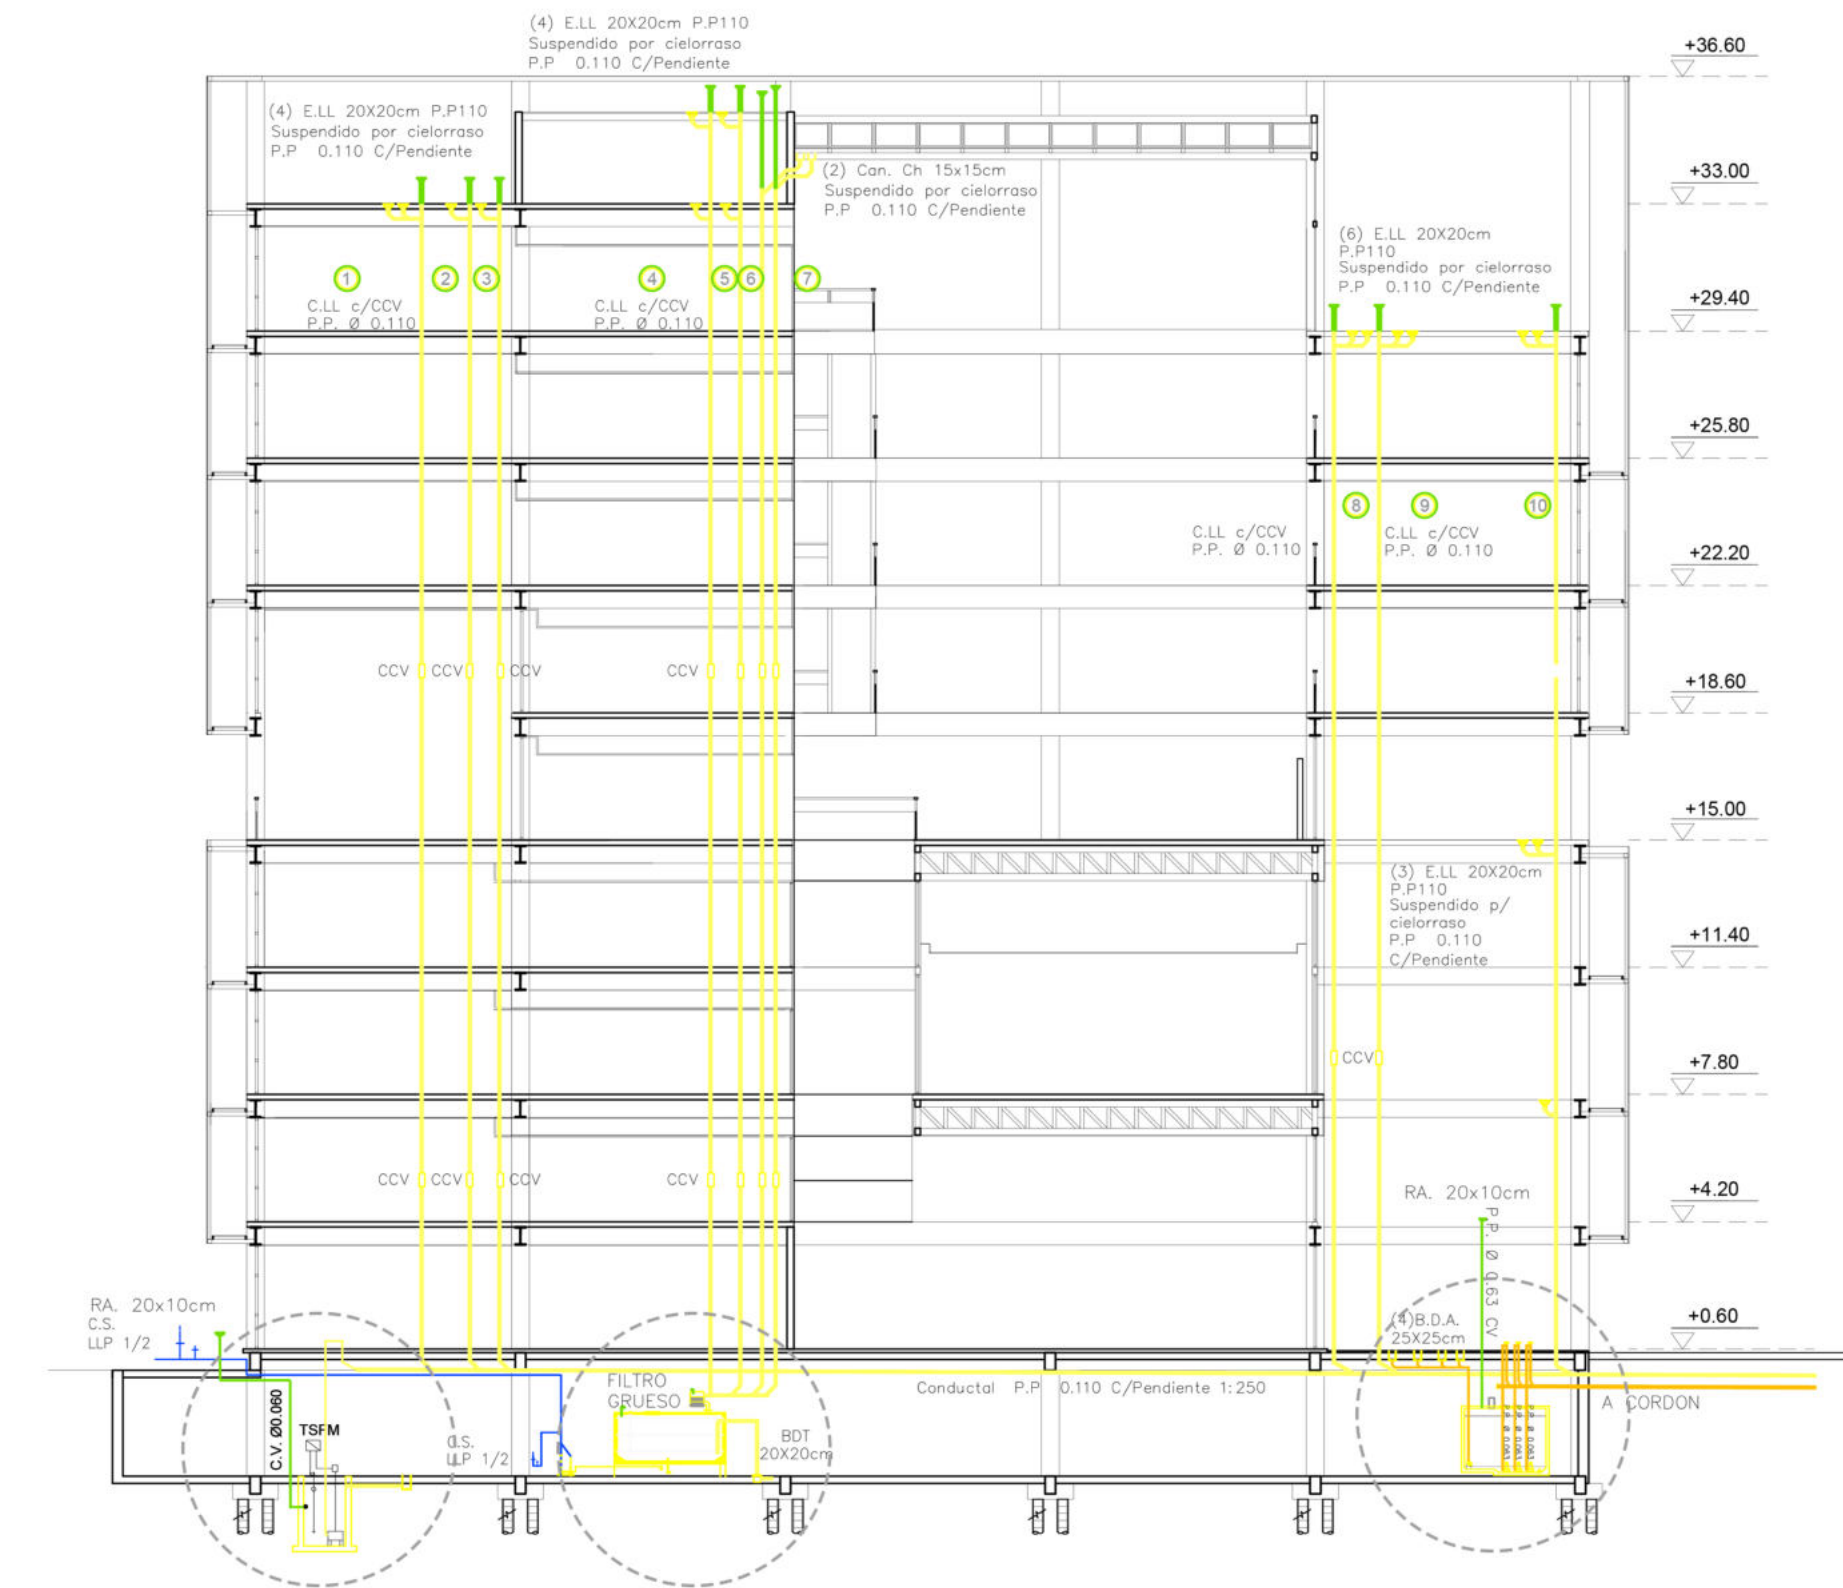 (4) E.LL 20X20cm P.P110
Suspendido por cielorraso
P.P 0.110 C/Pendiente
+36.60
(4) E.LL 20X20cm P.P110
Suspendido por cielorraso
P.P 0.110 C/Pendiente
(2) Can. Ch 15x15cm
Suspendido por cielorraso
P.P 0.110 C/Pendiente
+33.00
(6) E.LL 20X20cm
P.P110
Suspendido por cielorraso
P.P 0.110 C/Pendiente
1 2 3 4 5 6 7
C.LL c/CCV
P.P. Ø 0.110
C.LL c/CCV
P.P. Ø 0.110
+29.40
+25.80
8 9 10
C.LL c/CCV
P.P. Ø 0.110
C.LL c/CCV
P.P. Ø 0.110
+22.20
CCV CCV CCV CCV
+18.60
+15.00
(3) E.LL 20X20cm
P.P110
Suspendido p/
cielorraso
P.P 0.110
C/Pendiente
+11.40
CCV
+7.80
CCV CCV CCV CCV
RA. 20x10cm
+4.20
P.P. Ø 0.63 CV
RA. 20x10cm
C.S.
LLP 1/2
(4)B.D.A.
25X25cm
+0.60
FILTRO
GRUESO
Conductal P.P 0.110 C/Pendiente 1:250
A CORDON
C.V. Ø0.060
C.S.
LLP 1/2
BDT
20X20cm
P.P. Ø 0.063
P.P. Ø 0.063
P.P. Ø 0.063